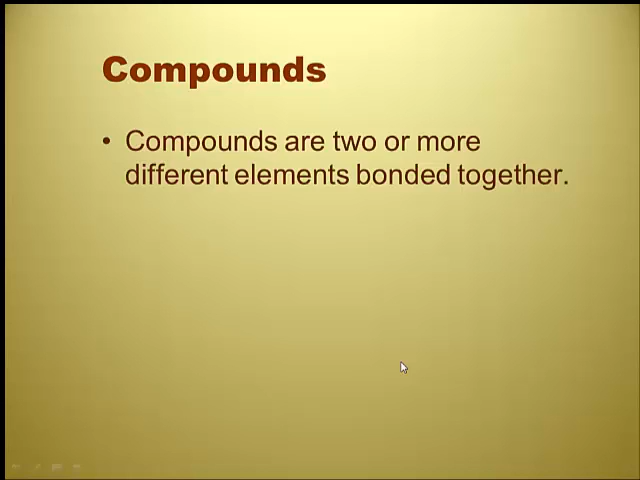 Compounds
• Compounds are two or more
different elements bonded together.